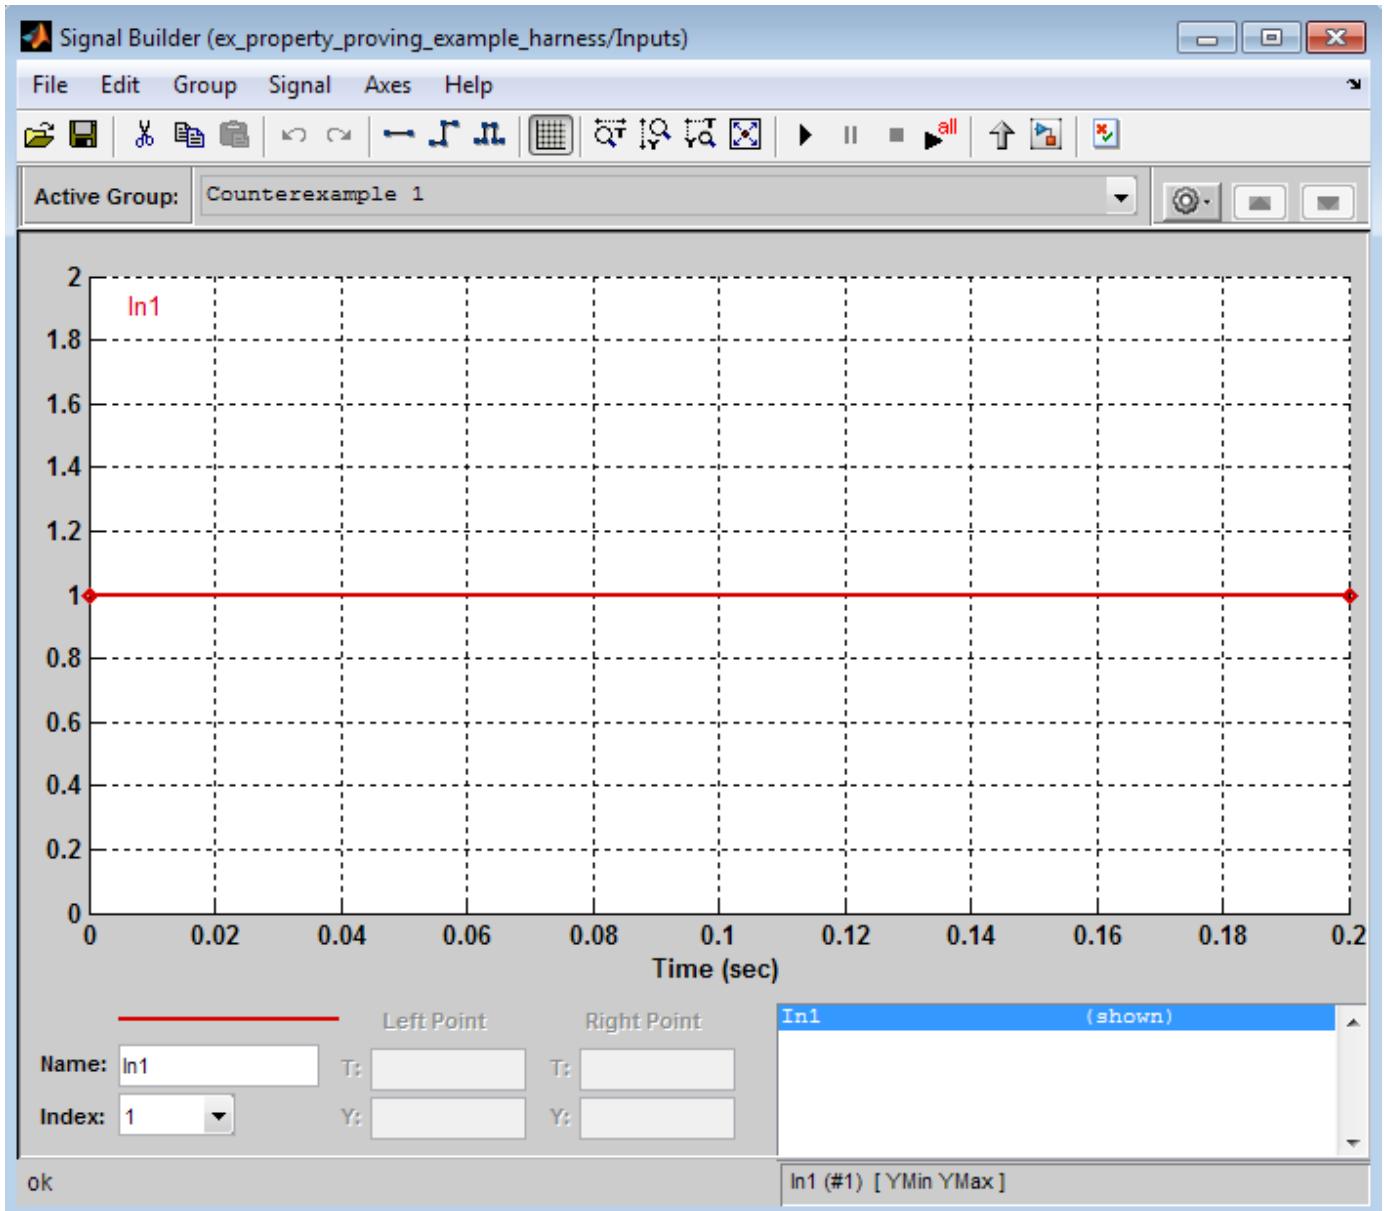 Signal Builder (ex_property_proving_example_harness/Inputs)
File Edit Group Signal Axes Help
all
Active Group: Counterexample 1
2
In1
1.8
1.6
1.4
1.2
1
0.8
0.6
0.4
0.2
0
0 0.02 0.04 0.06 0.08 0.1 0.12 0.14 0.16 0.18 0.2
Time (sec)
Left Point Right Point In1 (shown)
Name: In1 T: T:
Index: 1 Y: Y:
ok In1 (#1) [ YMin YMax ]